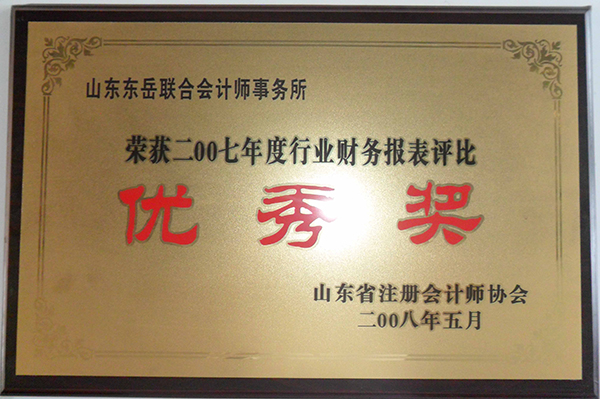 山东东岳联合会计师事务所
荣获二00七年度行业财务报表评比
优秀奖
山东省注册会计师协会
二00八年五月